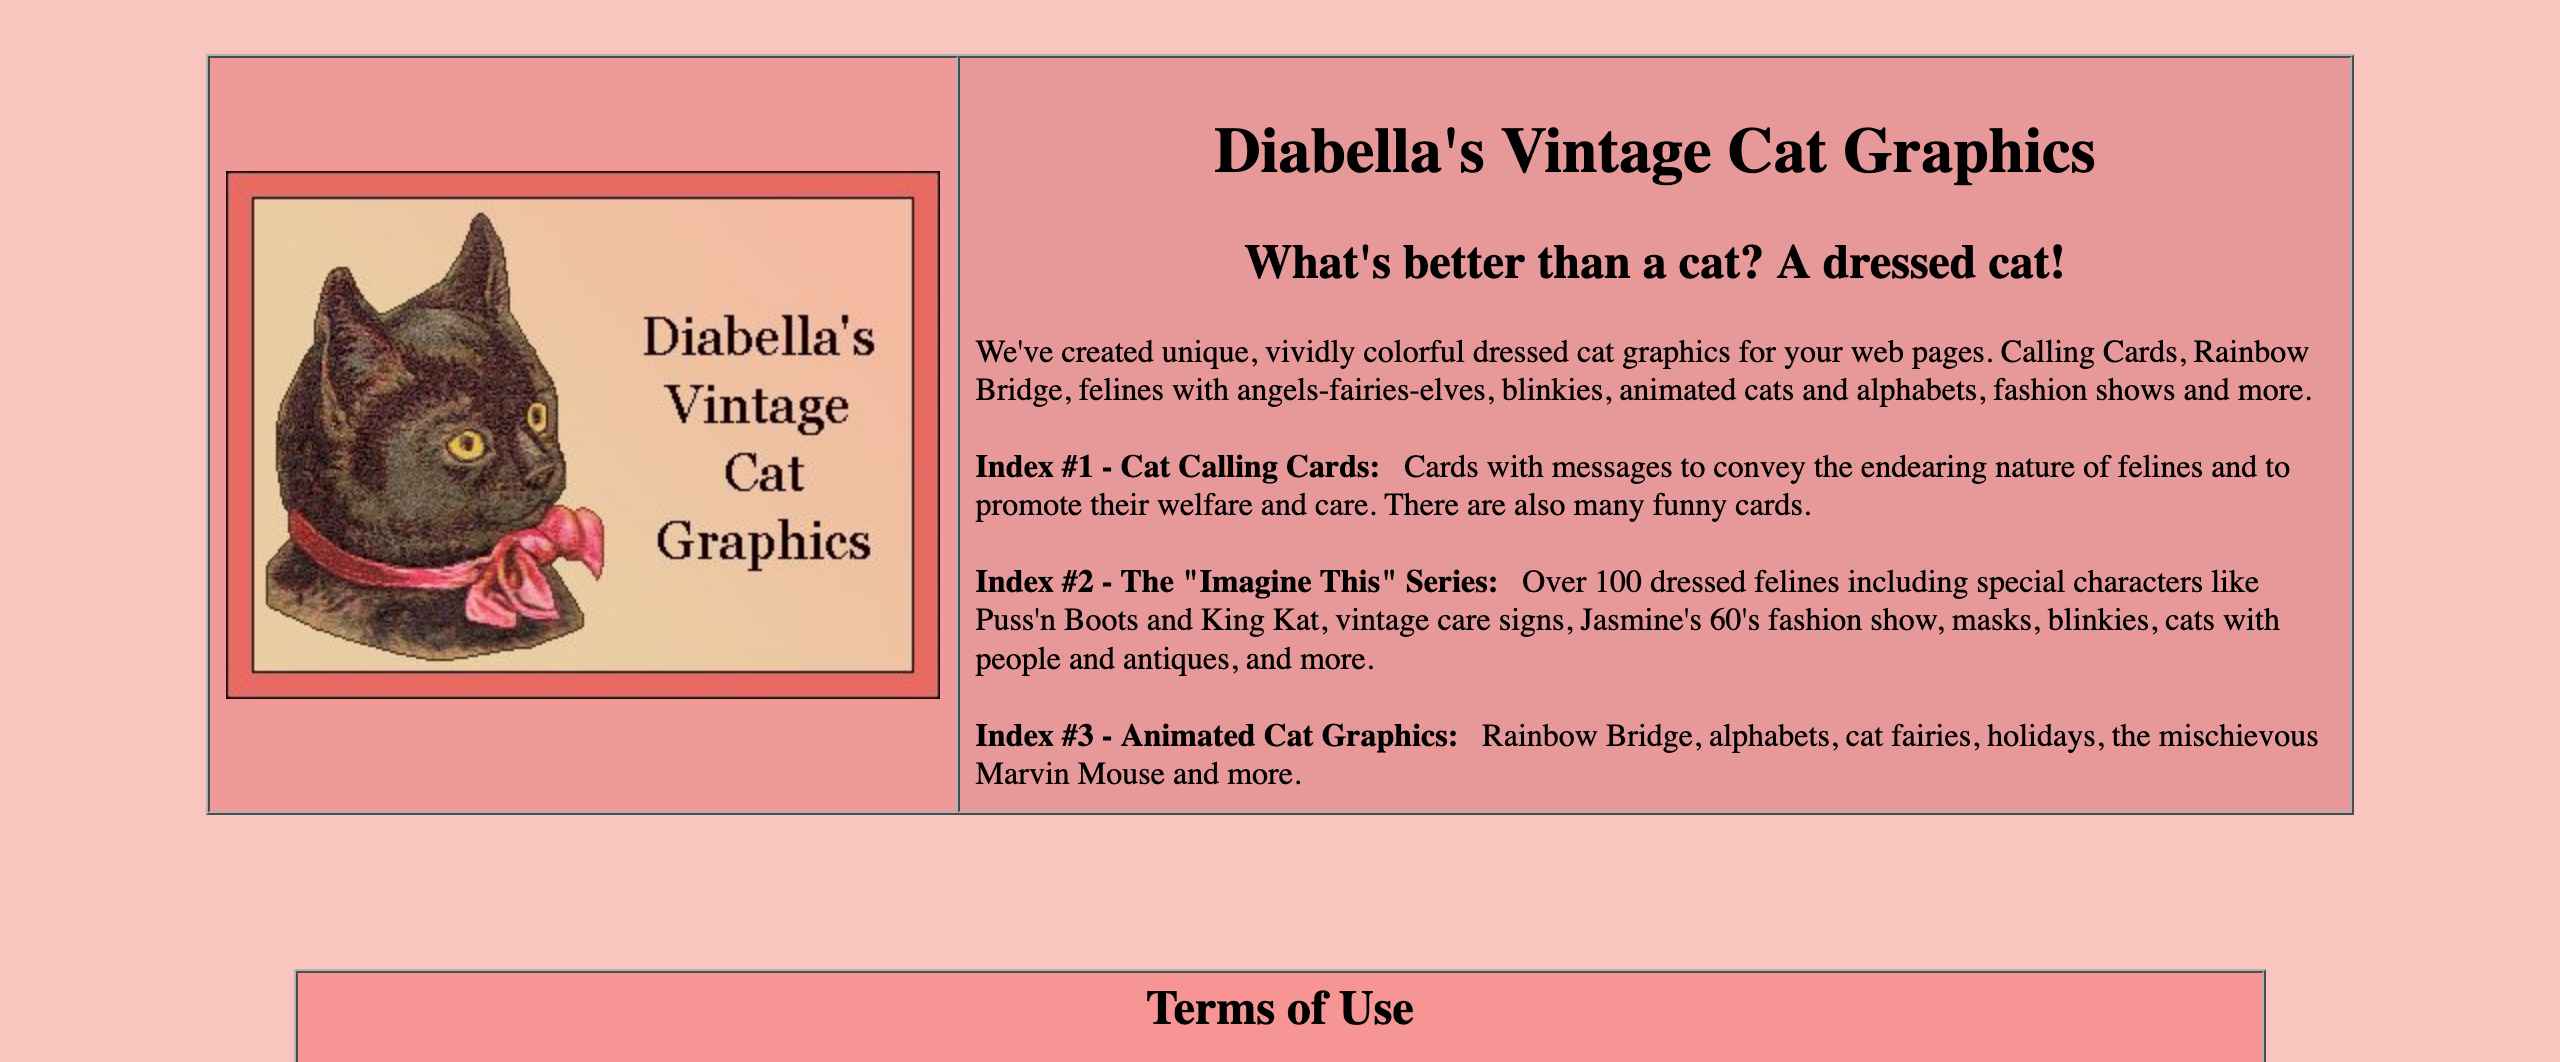 Diabella's
Vintage
Cat
Graphics
Diabella's Vintage Cat Graphics
What's better than a cat? A dressed cat!
We've created unique, vividly colorful dressed cat graphics for your web pages. Calling Cards, Rainbow
Bridge, felines with angels-fairies-elves, blinkies, animated cats and alphabets, fashion shows and more.
Index #1 - Cat Calling Cards: Cards with messages to convey the endearing nature of felines and to
promote their welfare and care. There are also many funny cards.
Index #2 - The "Imagine This" Series: Over 100 dressed felines including special characters like
Puss'n Boots and King Kat, vintage care signs, Jasmine's 60's fashion show, masks, blinkies, cats with
people and antiques, and more.
Index #3 - Animated Cat Graphics: Rainbow Bridge, alphabets, cat fairies, holidays, the mischievous
Marvin Mouse and more.
Terms of Use